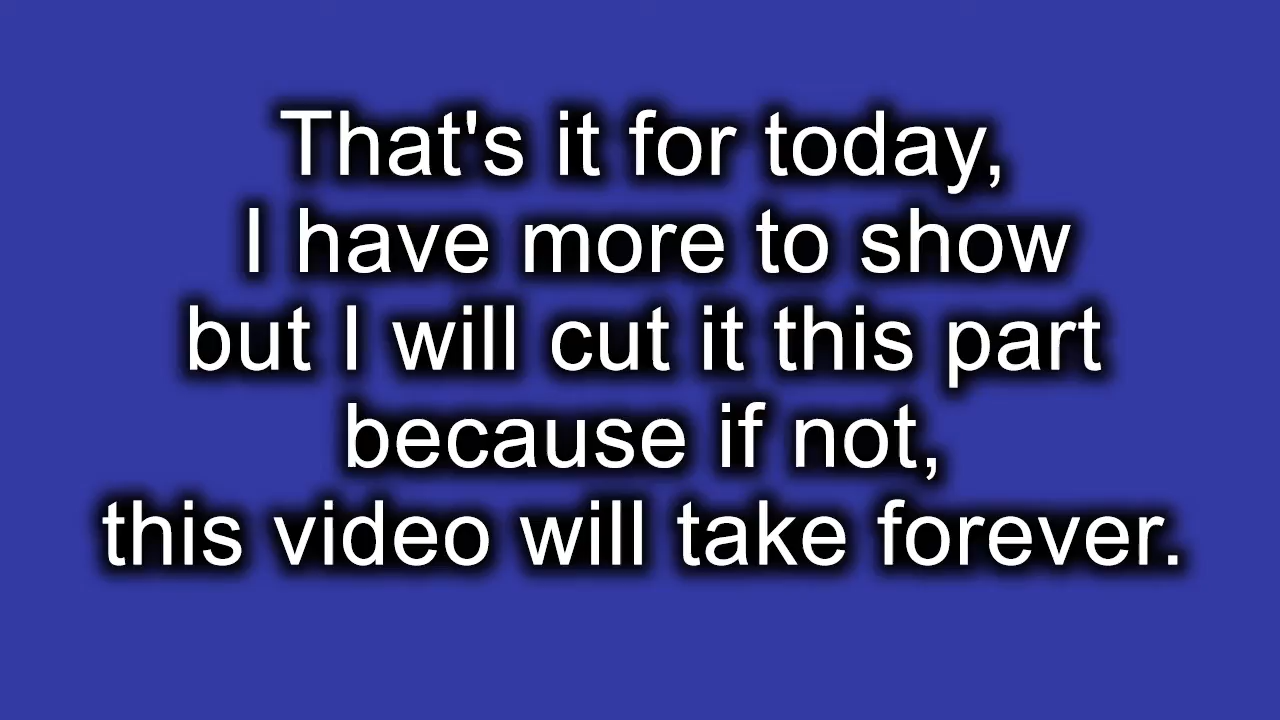 That's it for today,
I have more to show
but I will cut it this part
because if not,
this video will take forever.